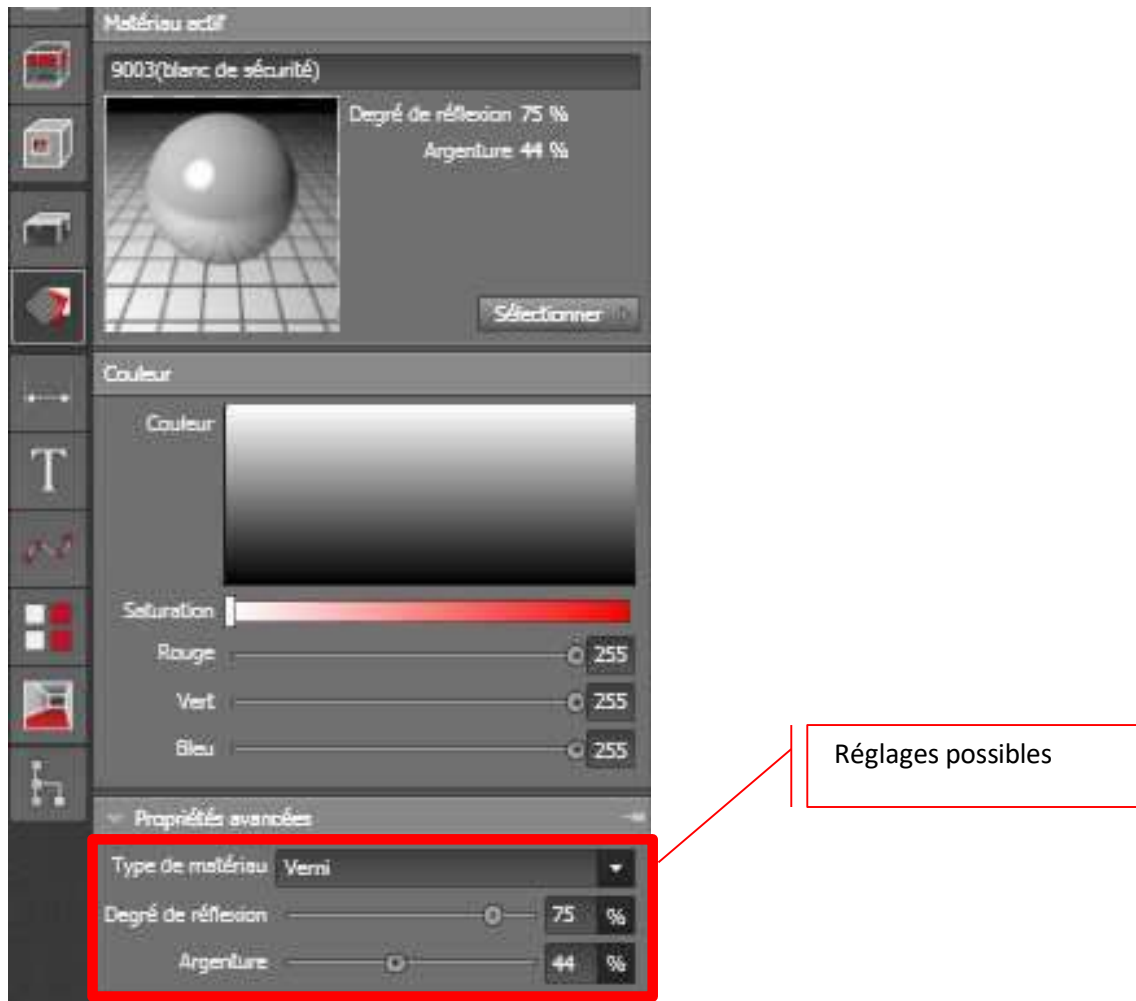 Matériau actif
9003(blanc de sécurité)
Degré de réflexion 75 %
Argenture 44 %
Sélectionner
Couleur
Couleur
Saturation
Rouge 255
Vert 255
Bleu 255
Propriétés avancées
Type de matériau Verni
Degré de réflexion 75 %
Argenture 44 %
Réglages possibles
T